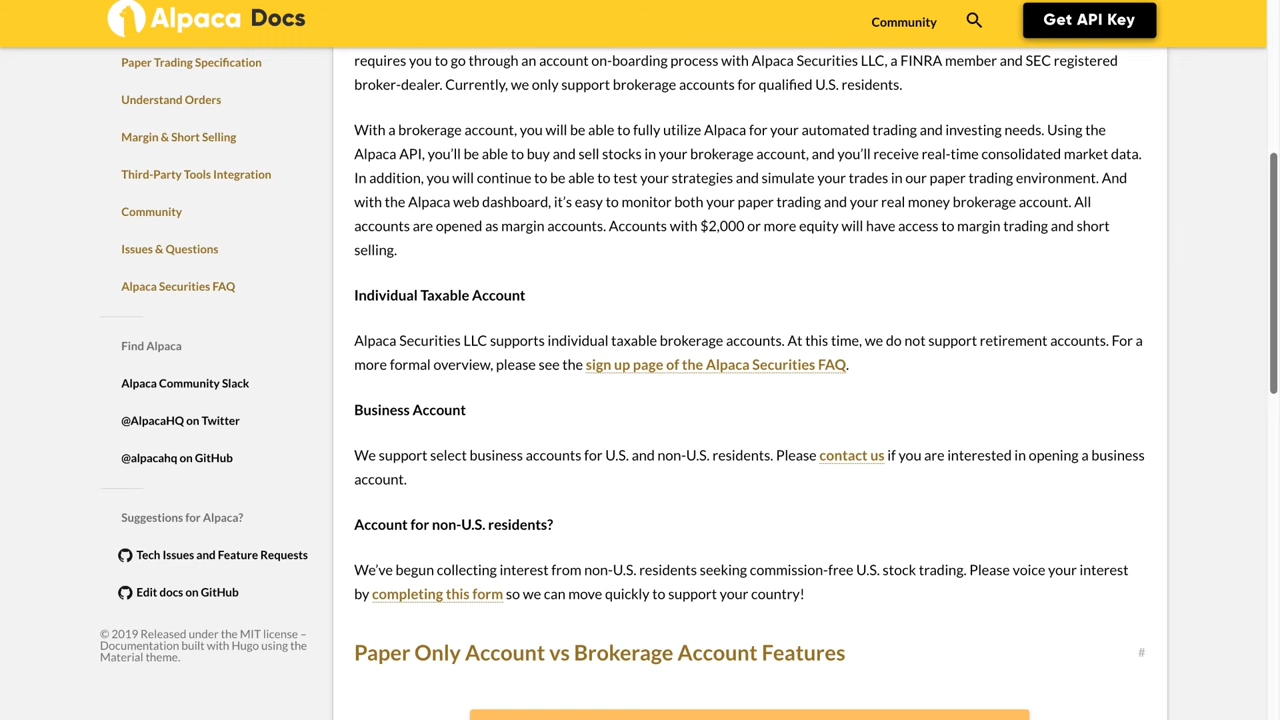 Alpaca Docs
Community
Get API Key
Paper Trading Specification
Understand Orders
Margin & Short Selling
Third-Party Tools Integration
Community
Issues & Questions
Alpaca Securities FAQ
Find Alpaca
Alpaca Community Slack
@AlpacaHQ on Twitter
@alpacahq on GitHub
Suggestions for Alpaca?
Tech Issues and Feature Requests
Edit docs on GitHub
© 2019 Released under the MIT license –
Documentation built with Hugo using the
Material theme.
requires you to go through an account on-boarding process with Alpaca Securities LLC, a FINRA member and SEC registered
broker-dealer. Currently, we only support brokerage accounts for qualified U.S. residents.
With a brokerage account, you will be able to fully utilize Alpaca for your automated trading and investing needs. Using the
Alpaca API, you’ll be able to buy and sell stocks in your brokerage account, and you’ll receive real-time consolidated market data.
In addition, you will continue to be able to test your strategies and simulate your trades in our paper trading environment. And
with the Alpaca web dashboard, it’s easy to monitor both your paper trading and your real money brokerage account. All
accounts are opened as margin accounts. Accounts with $2,000 or more equity will have access to margin trading and short
selling.
Individual Taxable Account
Alpaca Securities LLC supports individual taxable brokerage accounts. At this time, we do not support retirement accounts. For a
more formal overview, please see the sign up page of the Alpaca Securities FAQ.
Business Account
We support select business accounts for U.S. and non-U.S. residents. Please contact us if you are interested in opening a business
account.
Account for non-U.S. residents?
We’ve begun collecting interest from non-U.S. residents seeking commission-free U.S. stock trading. Please voice your interest
by completing this form so we can move quickly to support your country!
Paper Only Account vs Brokerage Account Features #